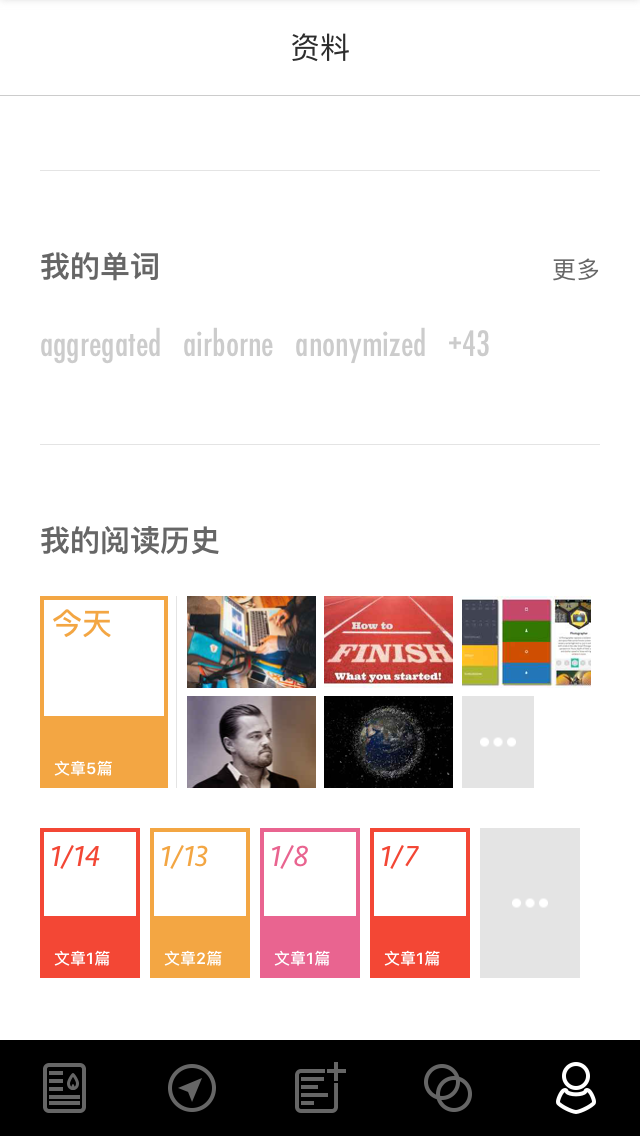 资料
我的单词
更多
aggregated airborne anonymized +43
我的阅读历史
今天
文章5篇
How to
FINISH
What you started!
1/14
文章1篇
1/13
文章2篇
1/8
文章1篇
1/7
文章1篇